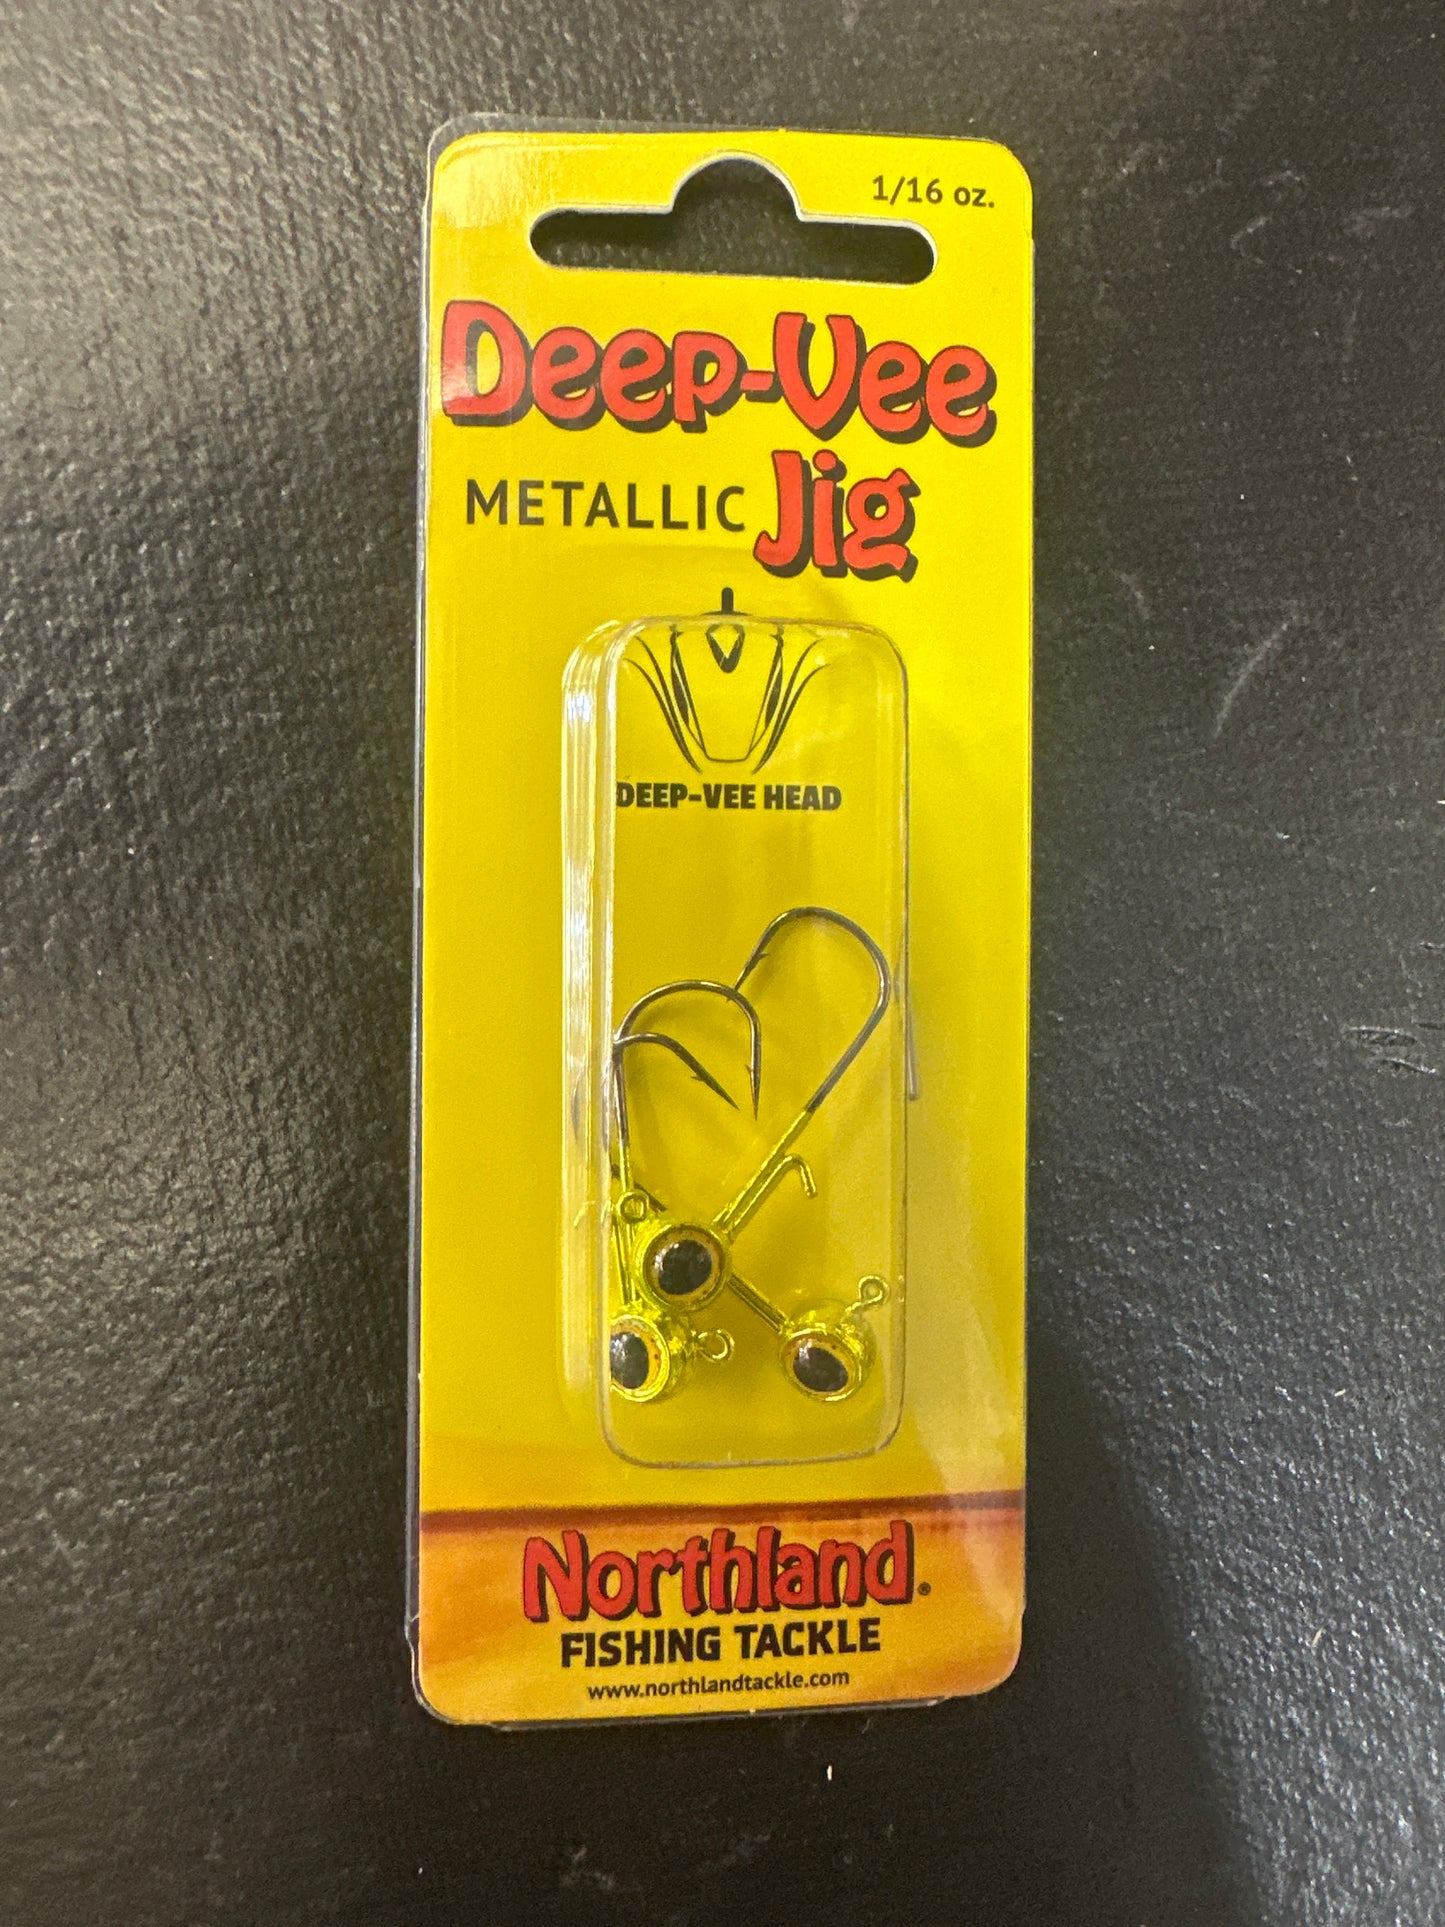 1/16 oz.
Deep-Vee
METALLIC Jig
DEEP-VEE HEAD
Northland®
FISHING TACKLE
www.northlandtackle.com